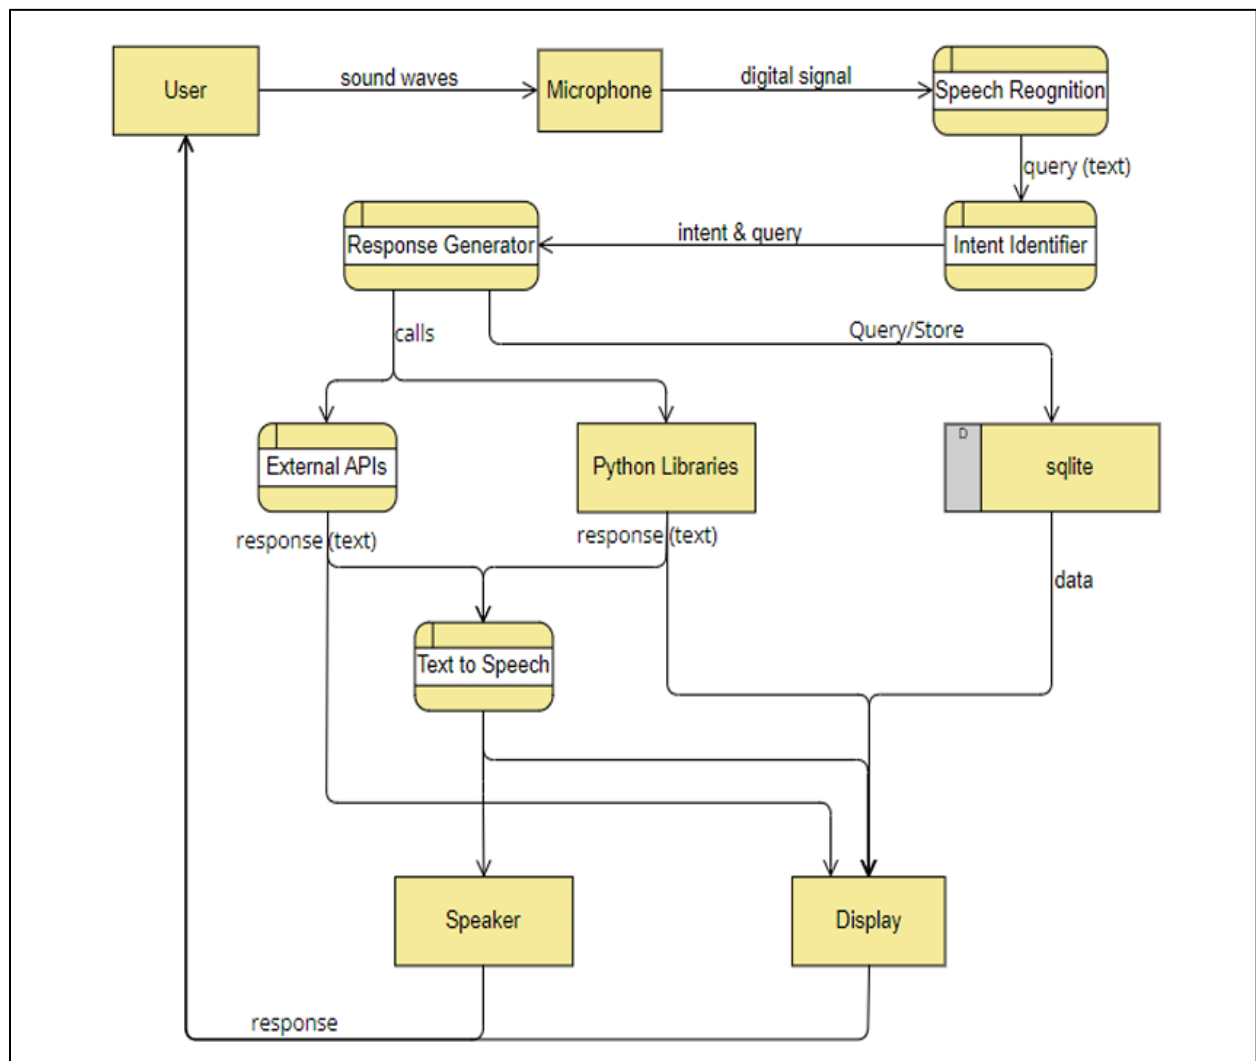 User
sound waves
Microphone
digital signal
Speech Reognition
query (text)
Response Generator
intent & query
Intent Identifier
calls
Query/Store
External APIs
Python Libraries
D
sqlite
response (text)
response (text)
data
Text to Speech
Speaker
Display
response